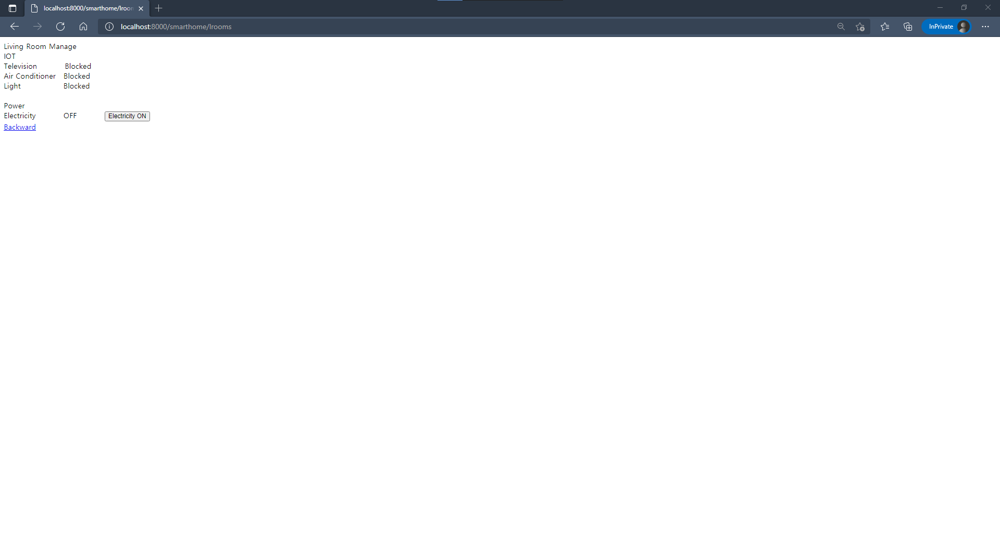 localhost:8000/smarthome/lroom
localhost:8000/smarthome/lrooms
InPrivate
Living Room Manage
IOT
Television Blocked
Air Conditioner Blocked
Light Blocked
Power
Electricity OFF Electricity ON
Backward